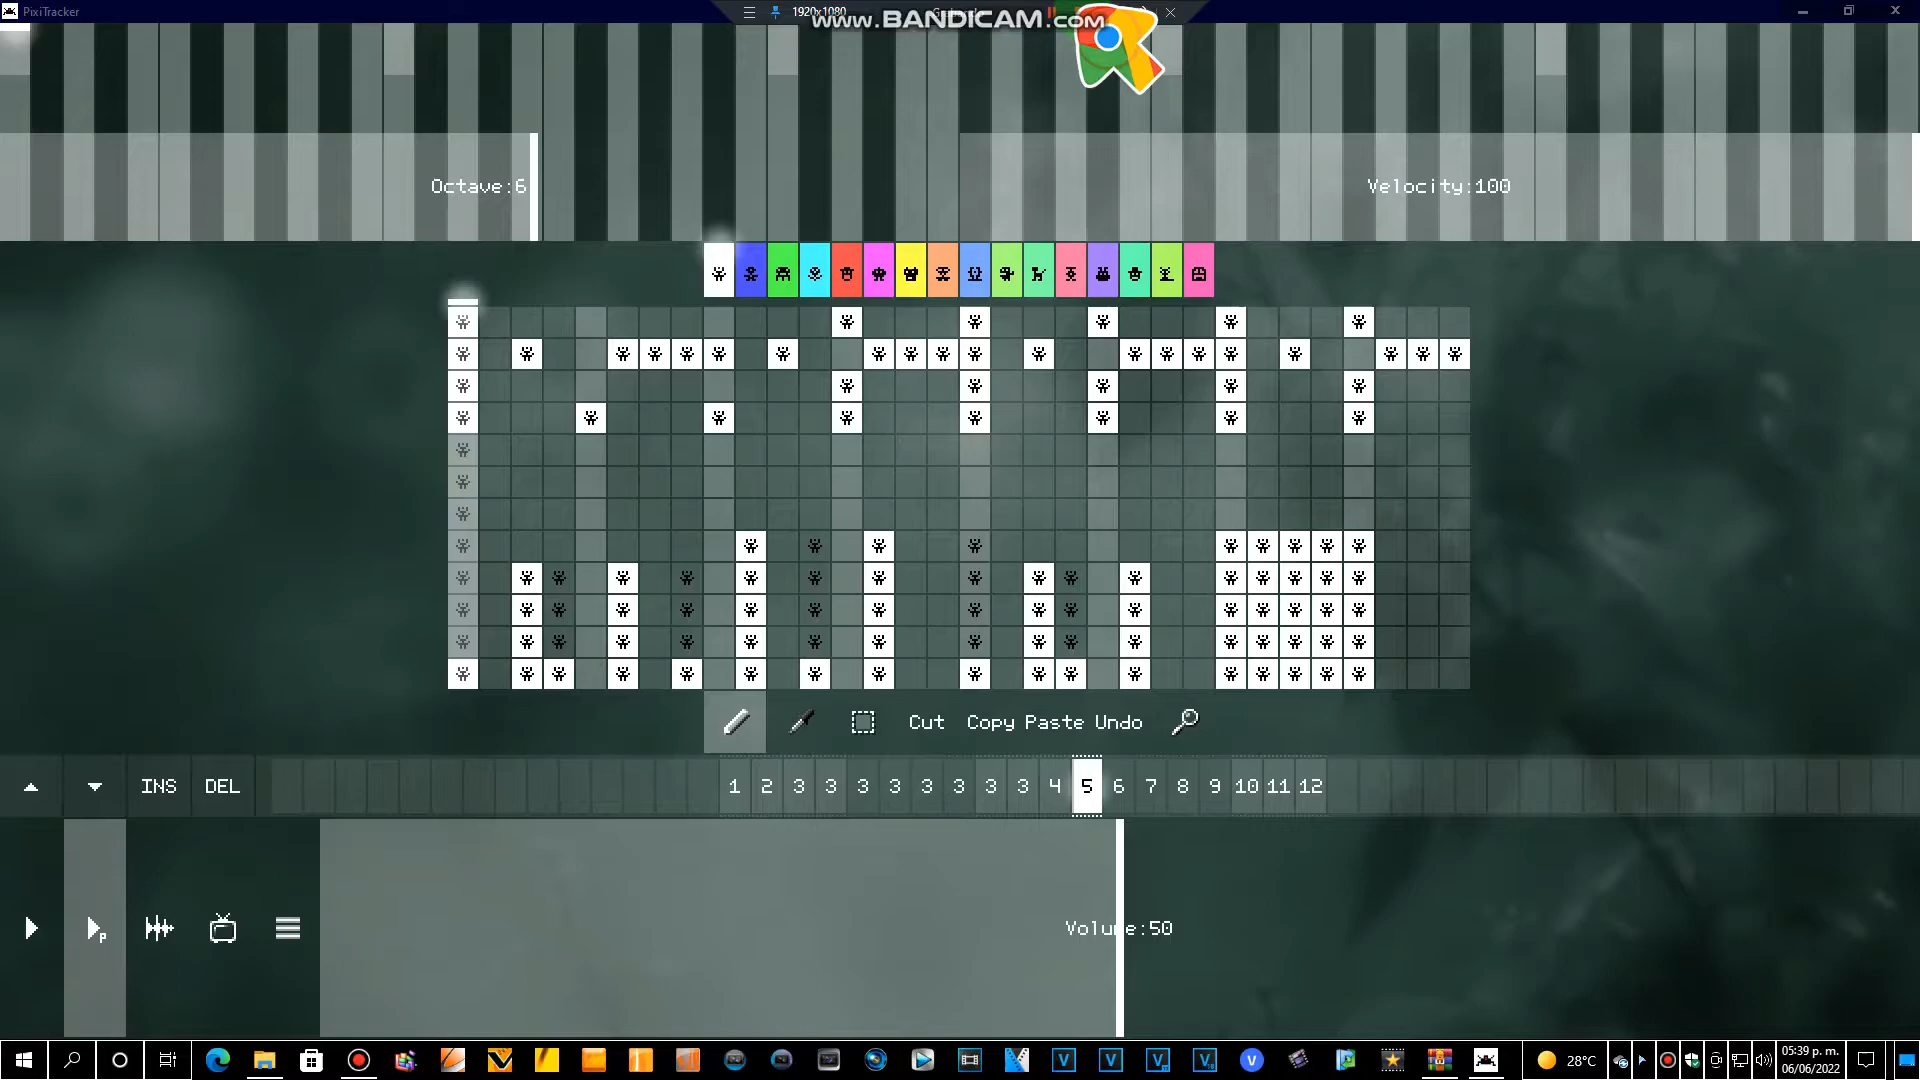 PixiTracker
1920x1080
www.BANDICAM.com
Octave:6
Velocity:100
Cut Copy Paste Undo
INS DEL
1 2 3 3 3 3 3 3 3 3 4 5 6 7 8 9 10 11 12
P
Volume:50
28°C
05:39 p. m.
06/06/2022